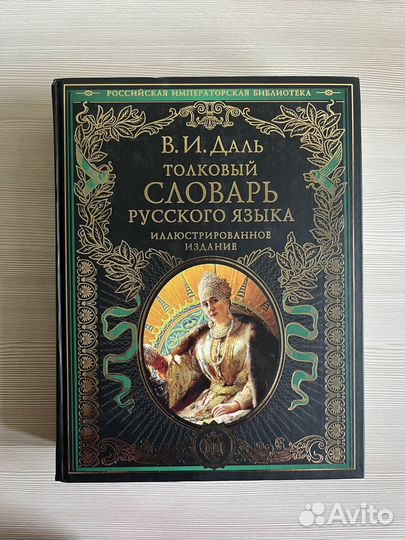 РОССИЙСКАЯ ИМПЕРАТОРСКАЯ БИБЛИОТЕКА
В. И. ДАЛЬ
ТОЛКОВЫЙ
СЛОВАРЬ
РУССКОГО ЯЗЫКА
ИЛЛЮСТРИРОВАННОЕ
ИЗДАНИЕ
Avito